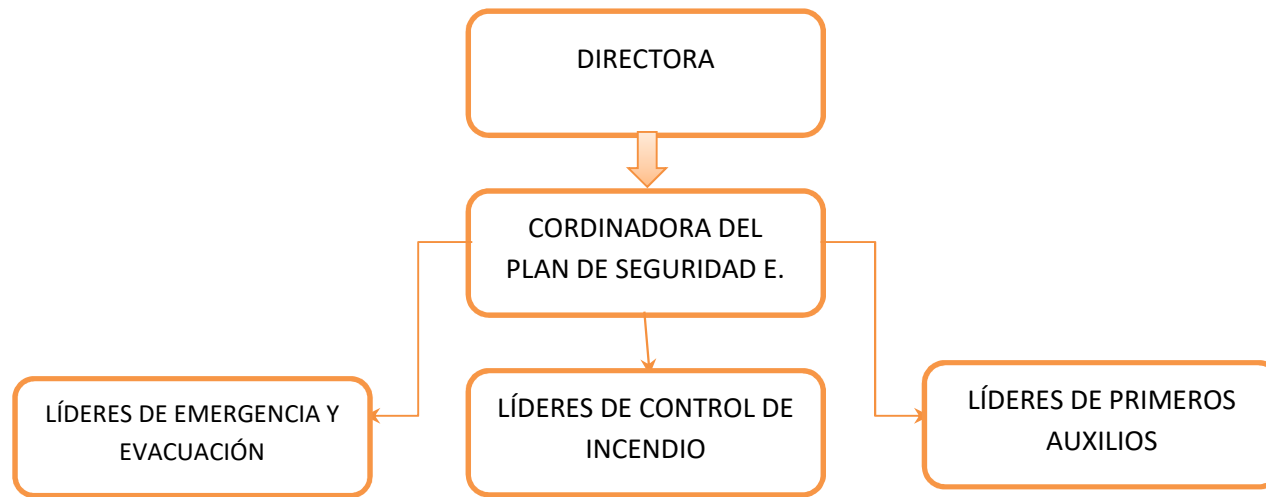 DIRECTORA
CORDINADORA DEL
PLAN DE SEGURIDAD E.
LÍDERES DE EMERGENCIA Y
EVACUACIÓN
LÍDERES DE CONTROL DE
INCENDIO
LÍDERES DE PRIMEROS
AUXILIOS